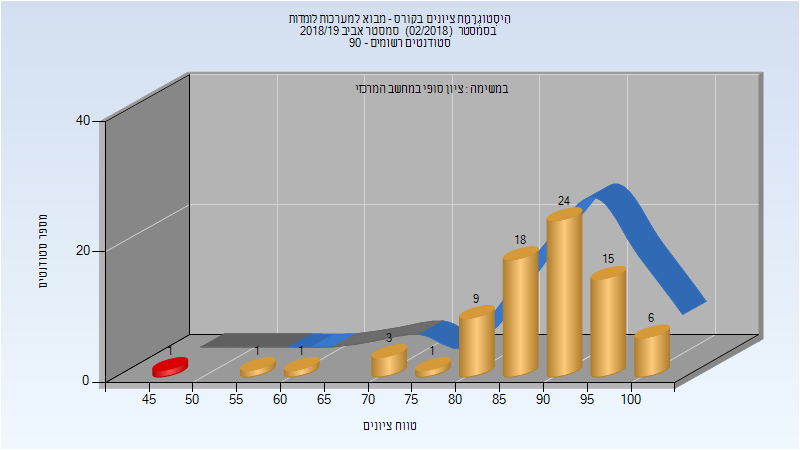 היסטוגרמת ציונים בקורס - מבוא למערכות לומדות
בסמסטר (02/2018) סמסטר אביב 2018/19
סטודנטים רשומים - 90
במשימה : ציון סופי במחשב המרכזי
40
20
0
מספר סטודנטים
1
1
1
3
1
9
18
24
15
6
45 50 55 60 65 70 75 80 85 90 95 100
טווח ציונים